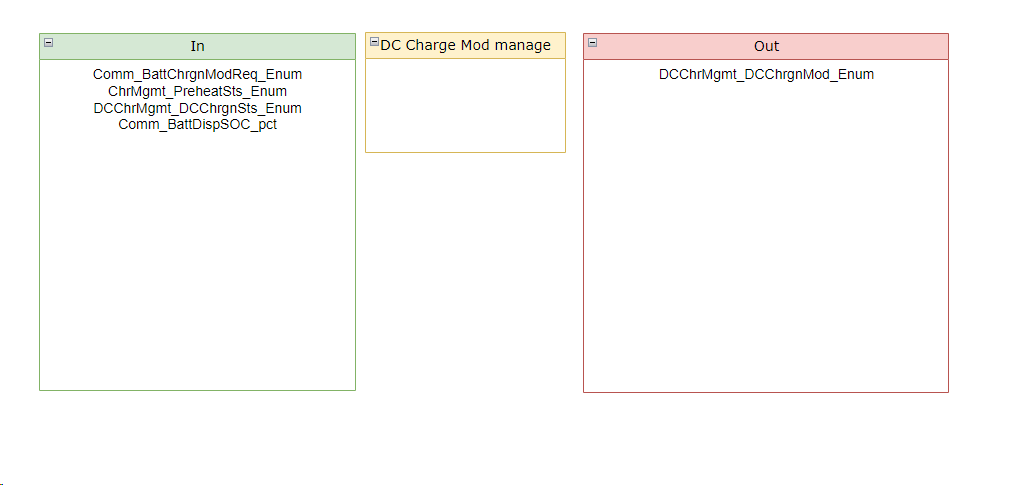 In
Comm_BattChrgnModReq_Enum
ChrMgmt_PreheatSts_Enum
DCChrMgmt_DCChrgnSts_Enum
Comm_BattDispSOC_pct
DC Charge Mod manage
Out
DCChrMgmt_DCChrgnMod_Enum